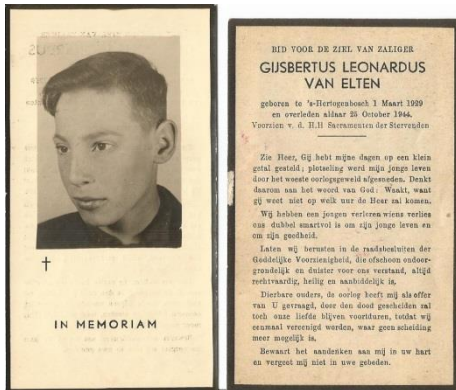 IN MEMORIAM
BID VOOR DE ZIEL VAN ZALIGER
GIJSBERTUS LEONARDUS
VAN ELTEN
geboren te 's-Hertogenbosch 1 Maart 1929
en overleden aldaar 25 October 1944.
Voorzien v. d. H.H Sacramenten der Stervenden
Zie Heer, Gij hebt mijne dagen op een klein
getal gesteld; plotseling werd mijn jonge leven
door het woeste oorlogsgeweld afgesneden. Denkt
daarom aan het woord van God: Waakt, want
gij weet niet op welk uur de Heer zal komen.
Wij hebben een jongen verloren wiens verlies
ons dubbel smartvol is om zijn jonge leven en
om zijn goedheid.
Laten wij berusten in de raadsbesluiten der
Goddelijke Voorzienigheid, die ofschoon ondoor-
grondelijk en duister voor ons verstand, altijd
rechtvaardig, heilig en aanbiddelijk is,
Dierbare ouders, de oorlog heeft mij als offer
van U gevraagd, door den dood gescheiden zal
toch onze liefde blijven voortduren, totdat wij
eenmaal vereenigd worden, waar geen scheiding
meer mogelijk is,
Bewaart het aandenken aan mij in uw hart
en vergeet mij niet in uwe gebeden.